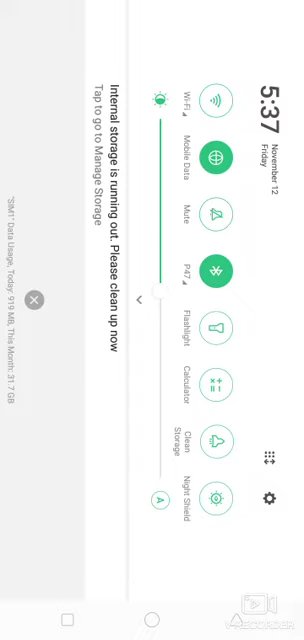 5:37
November 12
Friday
Wi-Fi
Mobile Data
Mute
P47
Flashlight
Calculator
Clean
Storage
Night Shield
A
Internal storage is running out. Please clean up now
Tap to go to Manage Storage
"SIM1" Data Usage, Today: 919 MB, This Month: 31.7 GB
V-RECORDER